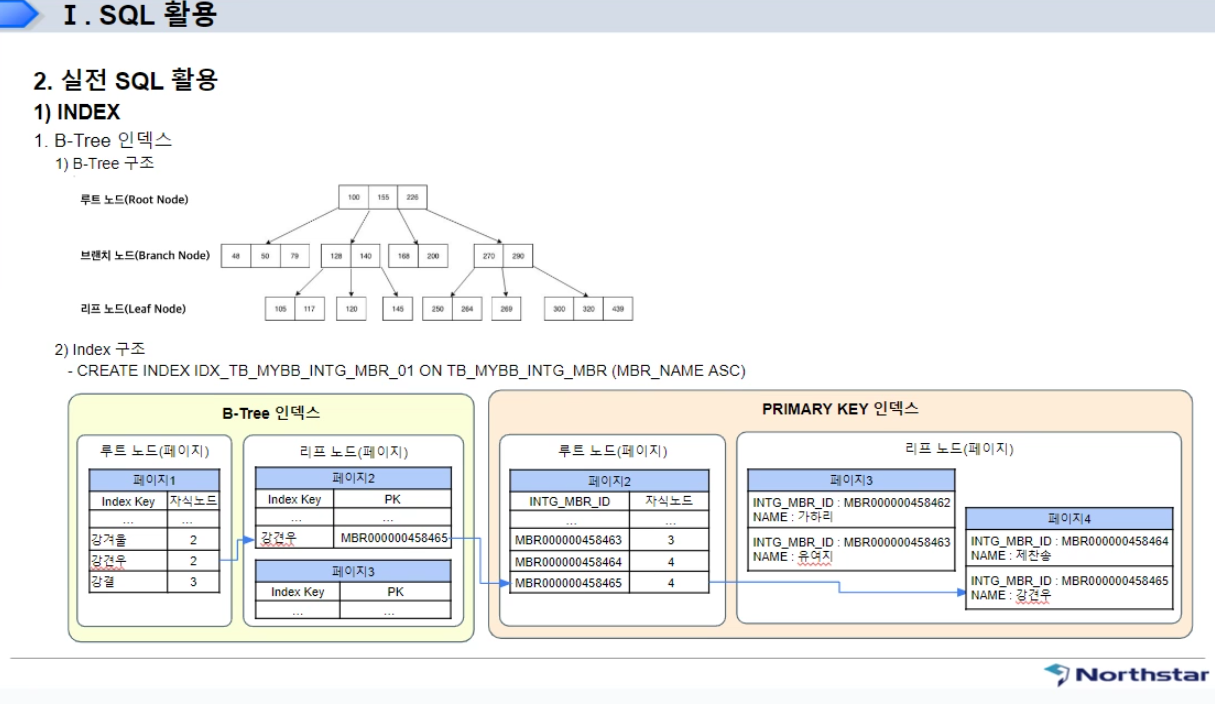 Ⅰ. SQL 활용
2. 실전 SQL 활용
1) INDEX
1. B-Tree 인덱스
1) B-Tree 구조
루트 노드(Root Node)
100 155 226
브랜치 노드(Branch Node)
48 50 79 128 140 168 200 270 290
리프 노드(Leaf Node)
105 117 120 145 250 264 269 300 320 439
2) Index 구조
- CREATE INDEX IDX_TB_MYBB_INTG_MBR_01 ON TB_MYBB_INTG_MBR (MBR_NAME ASC)
B-Tree 인덱스
루트 노드(페이지)
페이지1
Index Key 자식노드
... ...
강겨울 2
강견우 2
강결 3
리프 노드(페이지)
페이지2
Index Key PK
... ...
강견우 MBR000000458465
페이지3
Index Key PK
... ...
PRIMARY KEY 인덱스
루트 노드(페이지)
페이지2
INTG_MBR_ID 자식노드
... ...
MBR000000458463 3
MBR000000458464 4
MBR000000458465 4
리프 노드(페이지)
페이지3
INTG_MBR_ID : MBR000000458462
NAME : 가하리
INTG_MBR_ID : MBR000000458463
NAME : 유여지
페이지4
INTG_MBR_ID : MBR000000458464
NAME : 제찬송
INTG_MBR_ID : MBR000000458465
NAME : 강견우
Northstar